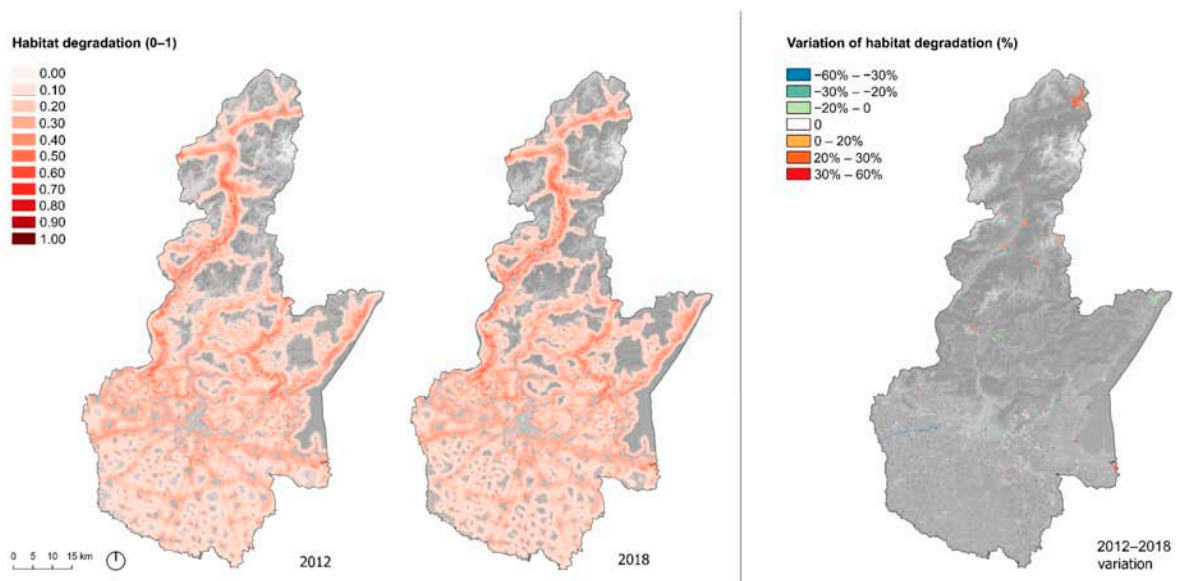 Habitat degradation (0–1)
0.00
0.10
0.20
0.30
0.40
0.50
0.60
0.70
0.80
0.90
1.00
0 5 10 15 km
2012
2018
Variation of habitat degradation (%)
−60% – −30%
−30% – −20%
−20% – 0
0
0 – 20%
20% – 30%
30% – 60%
2012–2018
variation